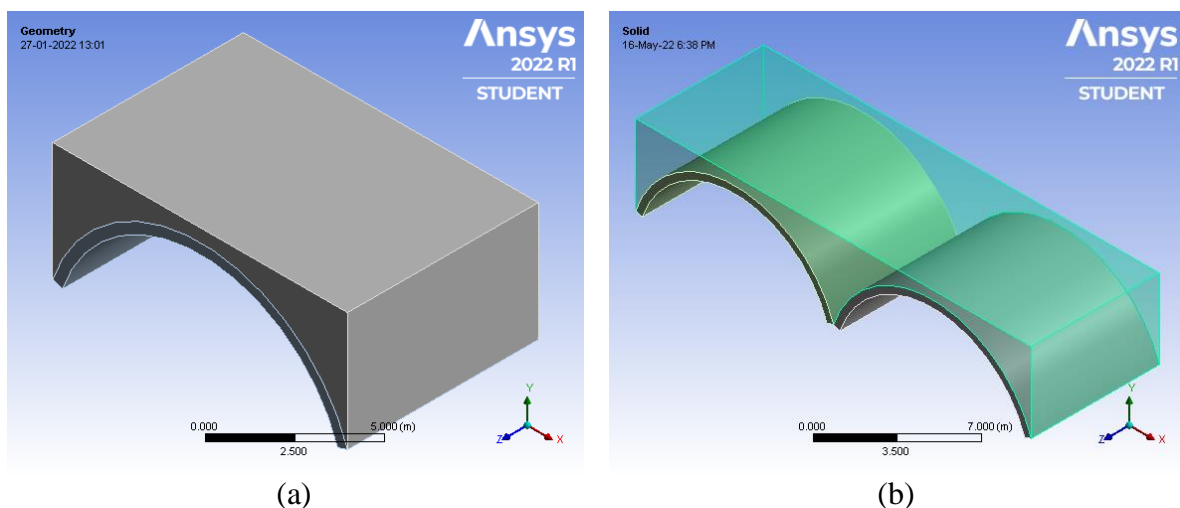 Geometry
27-01-2022 13:01
Ansys
2022 R1
STUDENT
Y
X
Z
0.000
5.000 (m)
2.500
(a)
Solid
16-May-22 6:38 PM
Ansys
2022 R1
STUDENT
Y
X
Z
0.000
7.000 (m)
3.500
(b)